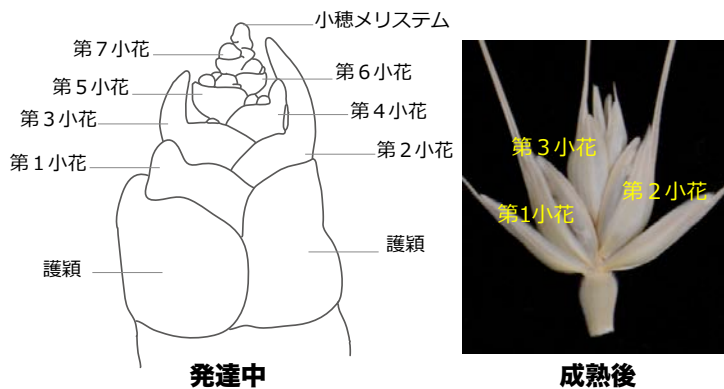 小穂メリステム
第７小花
第６小花
第５小花
第４小花
第３小花
第２小花
第１小花
護穎
護穎
発達中
第３小花
第２小花
第1小花
成熟後